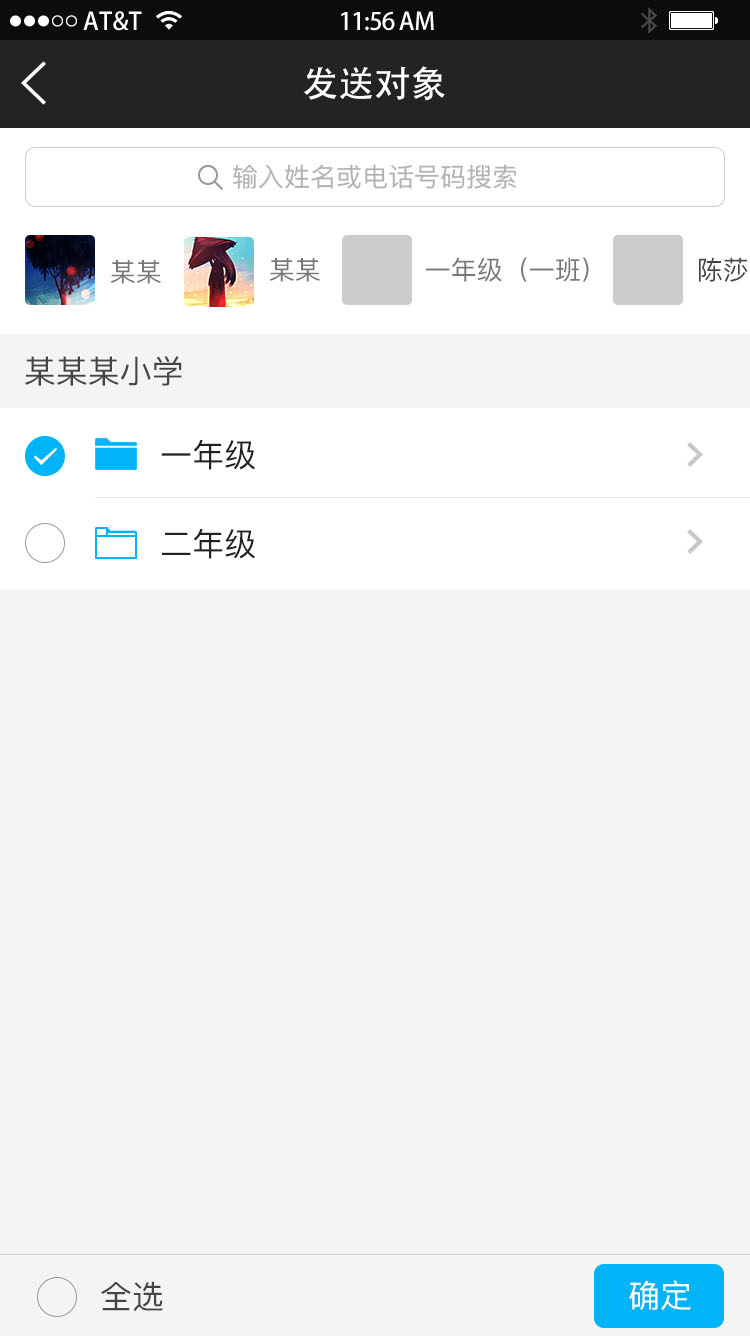 AT&T 11:56 AM
发送对象
输入姓名或电话号码搜索
某某 某某 一年级（一班） 陈莎
某某某小学
一年级
二年级
全选 确定